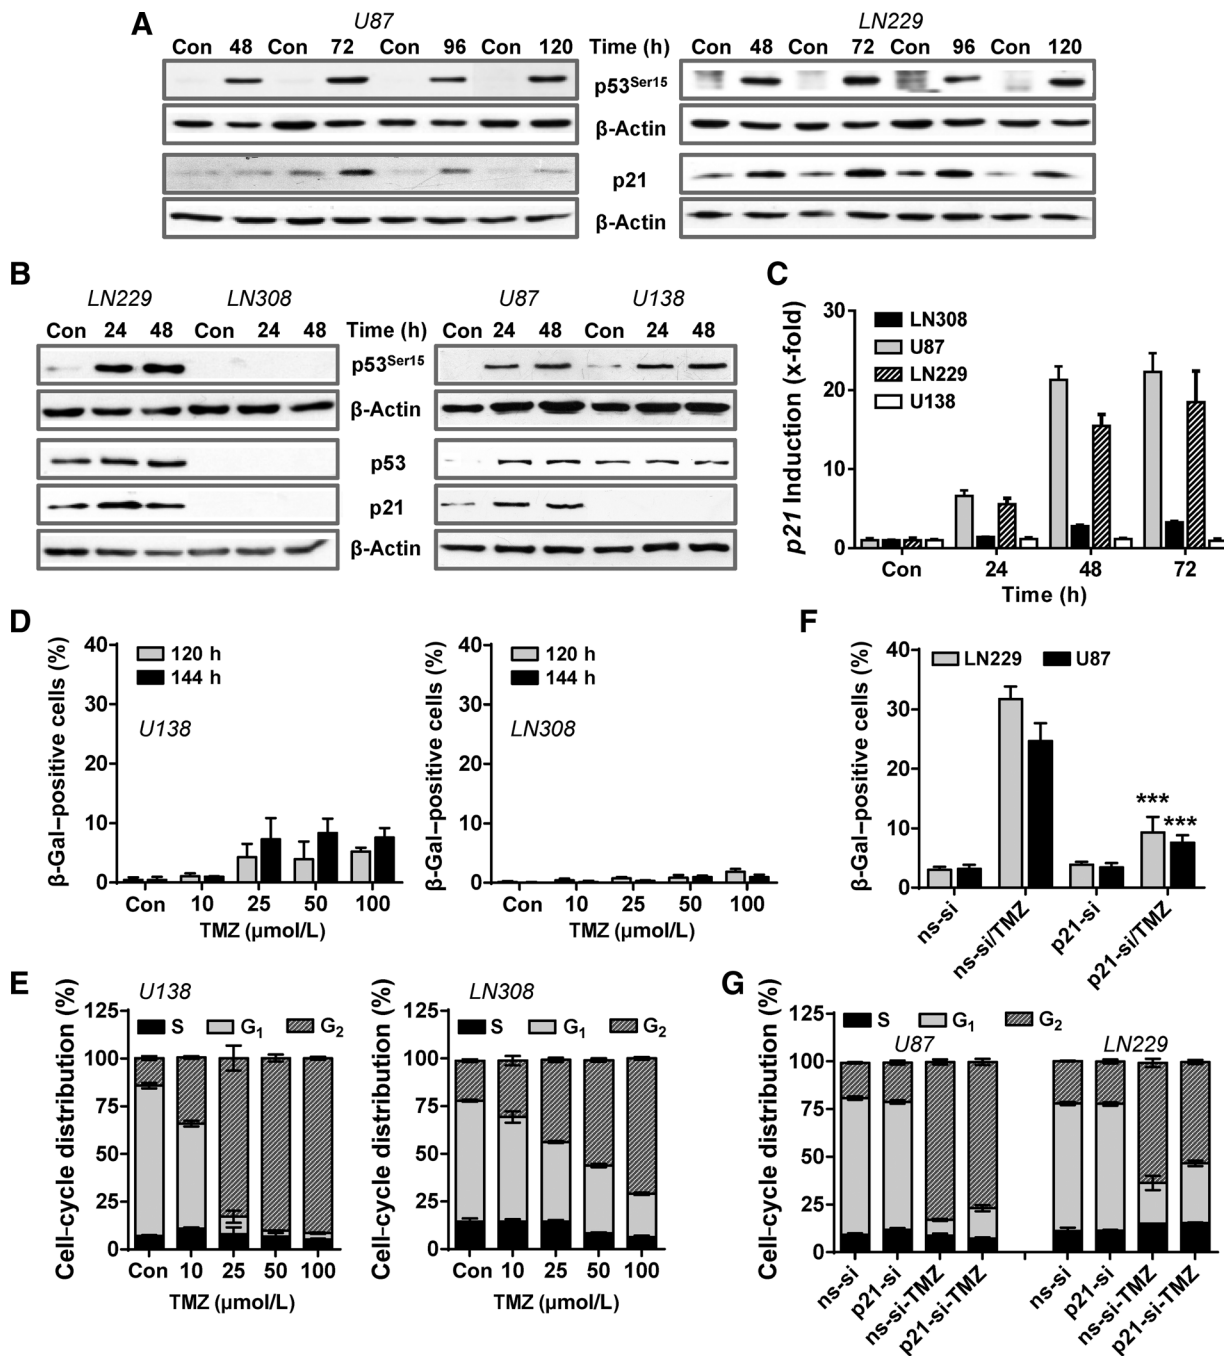 A
U87
LN229
Con 48 Con 72 Con 96 Con 120 Time (h) Con 48 Con 72 Con 96 Con 120
p53Ser15
β-Actin
p21
β-Actin
B
LN229 LN308 U87 U138
Con 24 48 Con 24 48 Time (h) Con 24 48 Con 24 48
p53Ser15
β-Actin
p53
p21
β-Actin
C
p21 Induction (x-fold)
30
20
10
0
LN308
U87
LN229
U138
Con 24 48 72
Time (h)
D
β-Gal–positive cells (%)
40
30
20
10
0
120 h
144 h
U138
Con 10 25 50 100
TMZ (µmol/L)
β-Gal–positive cells (%)
40
30
20
10
0
120 h
144 h
LN308
Con 10 25 50 100
TMZ (µmol/L)
F
β-Gal–positive cells (%)
40
30
20
10
0
LN229 U87
*** ***
ns-si
ns-si/TMZ
p21-si
p21-si/TMZ
E
Cell-cycle distribution (%)
125
100
75
50
25
0
U138
S G1 G2
Con 10 25 50 100
TMZ (µmol/L)
Cell-cycle distribution (%)
125
100
75
50
25
0
LN308
S G1 G2
Con 10 25 50 100
TMZ (µmol/L)
G
Cell-cycle distribution (%)
125
100
75
50
25
0
S G1 G2
U87 LN229
ns-si
p21-si
ns-si-TMZ
p21-si-TMZ
ns-si
p21-si
ns-si-TMZ
p21-si-TMZ